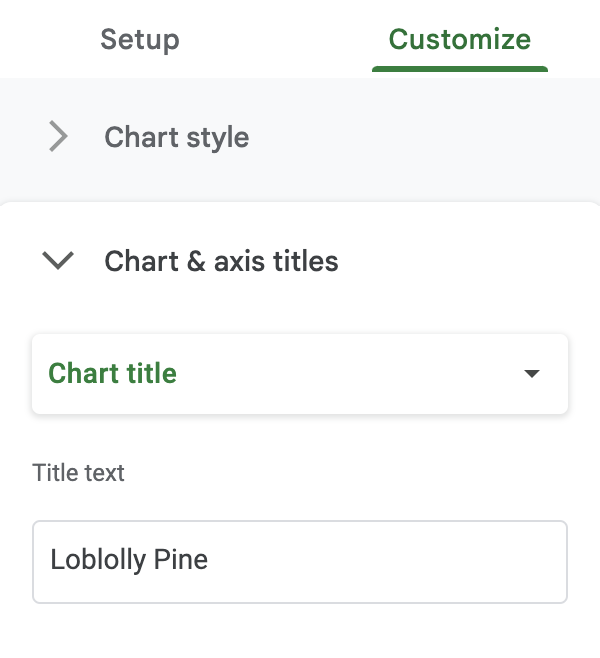 Setup Customize
Chart style
Chart & axis titles
Chart title
Title text
Loblolly Pine